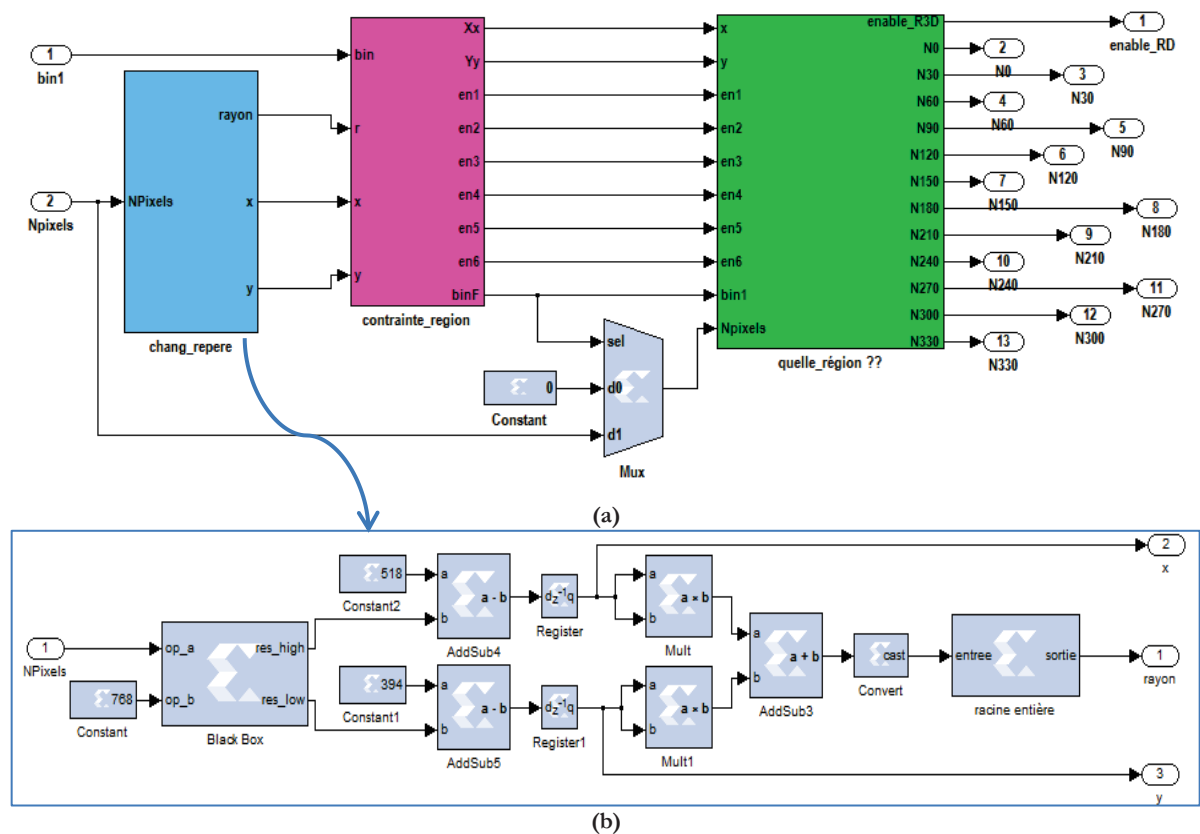 1
bin1
2
Npixels
NPixels
rayon
x
y
chang_repere
bin
r
x
y
Xx
Yy
en1
en2
en3
en4
en5
en6
binF
contrainte_region
0
Constant
sel
d0
d1
Mux
x
y
en1
en2
en3
en4
en5
en6
bin1
Npixels
enable_R3D
N0
N30
N60
N90
N120
N150
N180
N210
N240
N270
N300
N330
quelle_région ??
1
enable_RD
2
N0
3
N30
4
N60
5
N90
6
N120
7
N150
8
N180
9
N210
10
N240
11
N270
12
N300
13
N330
(a)
1
NPixels
768
Constant
op_a
op_b
res_high
res_low
Black Box
518
Constant2
394
Constant1
a
b
a - b
AddSub4
a
b
a - b
AddSub5
d z⁻¹ q
Register
d z⁻¹ q
Register1
a
b
a × b
Mult
a
b
a × b
Mult1
a
b
a + b
AddSub3
cast
Convert
entree
sortie
racine entière
2
x
1
rayon
3
y
(b)